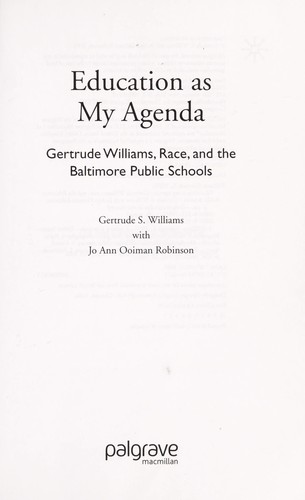 Education as
My Agenda
Gertrude Williams, Race, and the
Baltimore Public Schools
Gertrude S. Williams
with
Jo Ann Ooiman Robinson
palgrave
macmillan